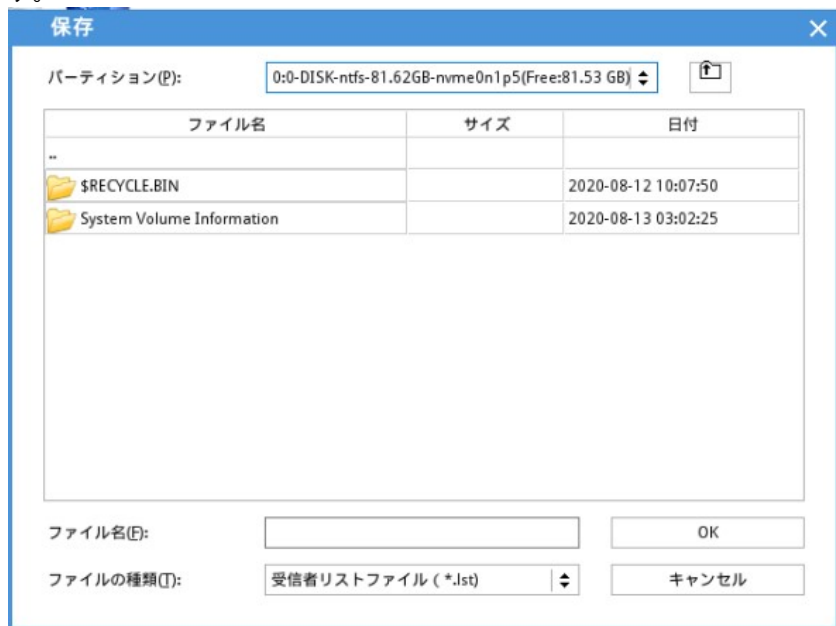 す。
保存
パーティション(P): 0:0-DISK-ntfs-81.62GB-nvme0n1p5(Free:81.53 GB)
ファイル名 サイズ 日付
..
$RECYCLE.BIN 2020-08-12 10:07:50
System Volume Information 2020-08-13 03:02:25
ファイル名(F): OK
ファイルの種類(T): 受信者リストファイル ( *.lst) キャンセル